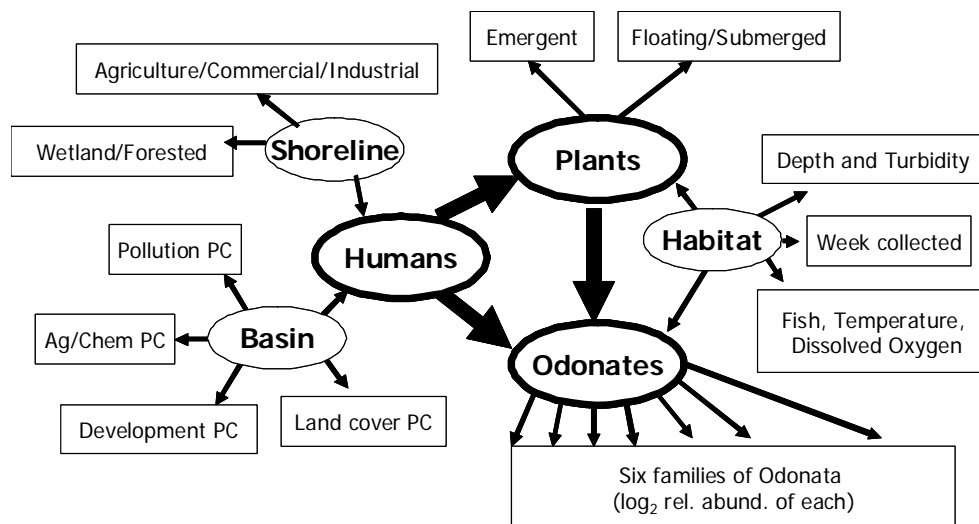 Emergent
Floating/Submerged
Agriculture/Commercial/Industrial
Wetland/Forested
Shoreline
Plants
Depth and Turbidity
Pollution PC
Humans
Habitat
Week collected
Ag/Chem PC
Basin
Fish, Temperature,
Dissolved Oxygen
Odonates
Development PC
Land cover PC
Six families of Odonata
(log₂ rel. abund. of each)